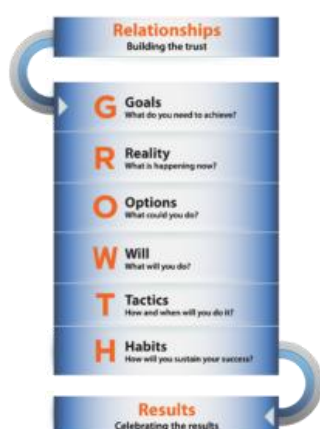 Relationships
Building the trust
G Goals
What do you need to achieve?
R Reality
What is happening now?
O Options
What could you do?
W Will
What will you do?
T Tactics
How and when will you do it?
H Habits
How will you sustain your success?
Results
Celebrating the results